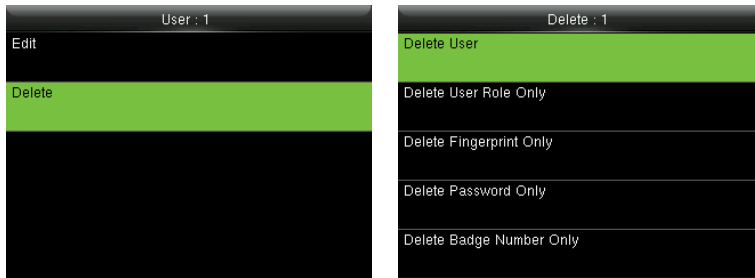 User : 1
Edit
Delete
Delete : 1
Delete User
Delete User Role Only
Delete Fingerprint Only
Delete Password Only
Delete Badge Number Only